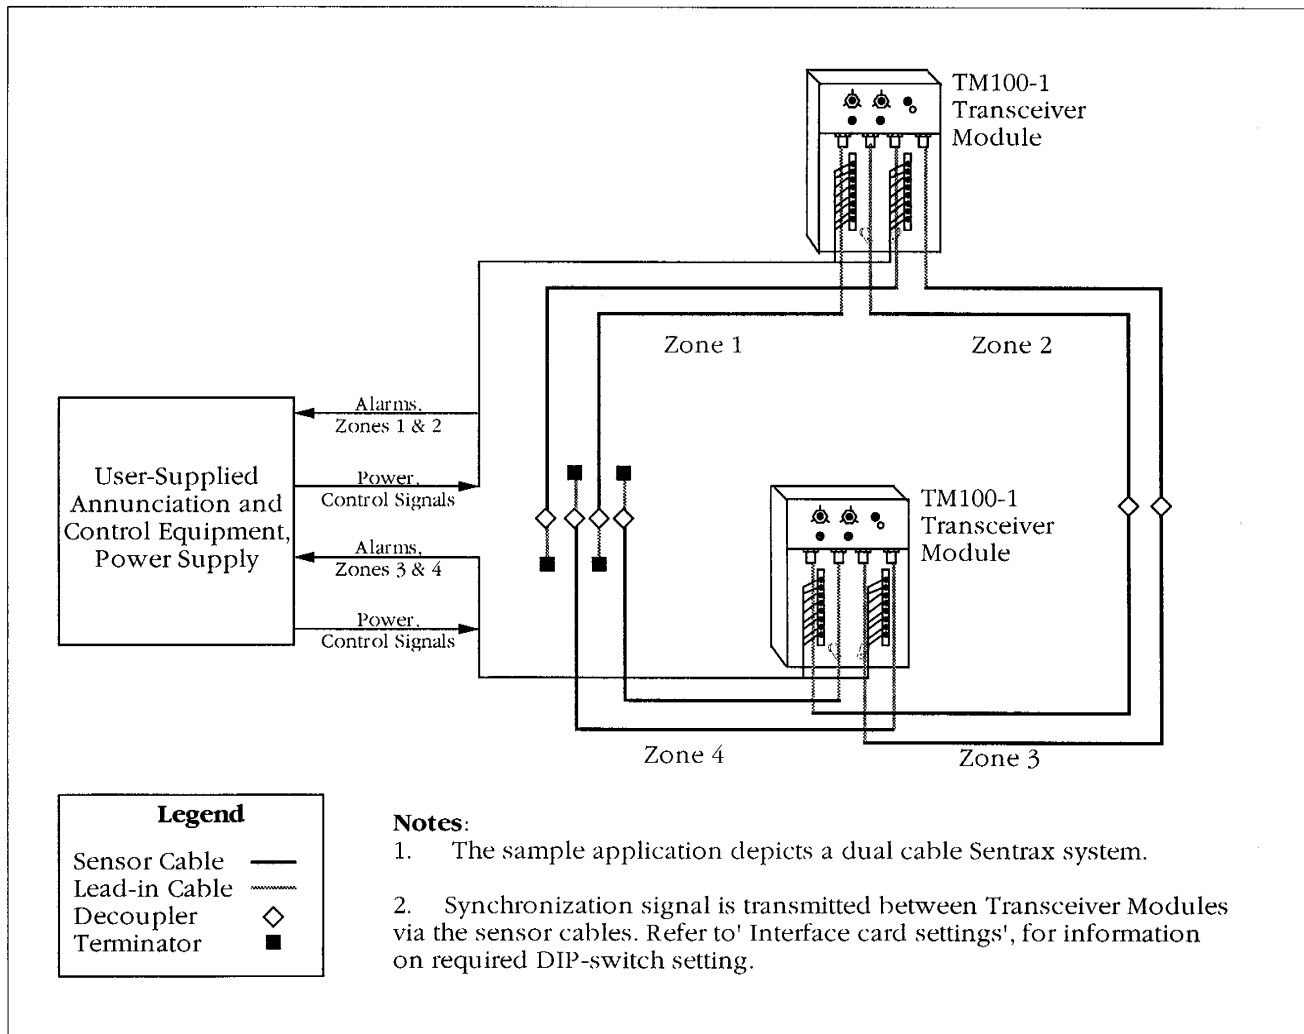 TM100-1
Transceiver
Module
Zone 1
Zone 2
Alarms,
Zones 1 & 2
User-Supplied
Annunciation and
Control Equipment,
Power Supply
Power,
Control Signals
Alarms,
Zones 3 & 4
Power,
Control Signals
TM100-1
Transceiver
Module
Zone 4
Zone 3
Legend
Sensor Cable
Lead-in Cable
Decoupler
Terminator
Notes:
1. The sample application depicts a dual cable Sentrax system.
2. Synchronization signal is transmitted between Transceiver Modules
via the sensor cables. Refer to' Interface card settings', for information
on required DIP-switch setting.